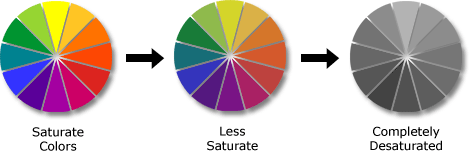 Saturate
Colors
Less
Saturate
Completely
Desaturated